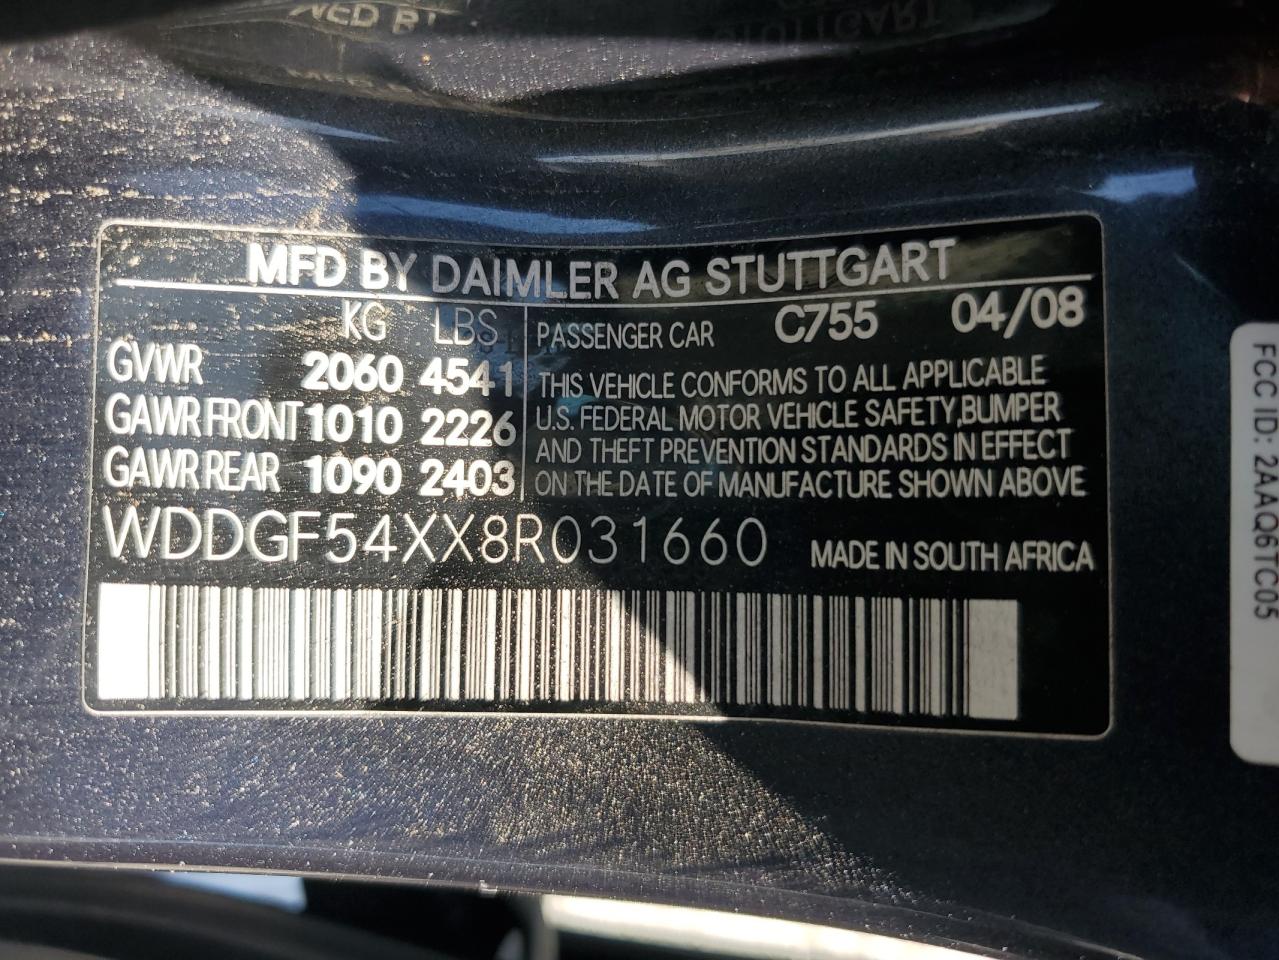 MFD BY DAIMLER AG STUTTGART
KG LBS
GVWR 2060 4541
GAWR FRONT 1010 2226
GAWR REAR 1090 2403
PASSENGER CAR C755 04/08
THIS VEHICLE CONFORMS TO ALL APPLICABLE
U.S. FEDERAL MOTOR VEHICLE SAFETY,BUMPER
AND THEFT PREVENTION STANDARDS IN EFFECT
ON THE DATE OF MANUFACTURE SHOWN ABOVE
WDDGF54XX8R031660 MADE IN SOUTH AFRICA
FCC ID: 2AAQ61TC05